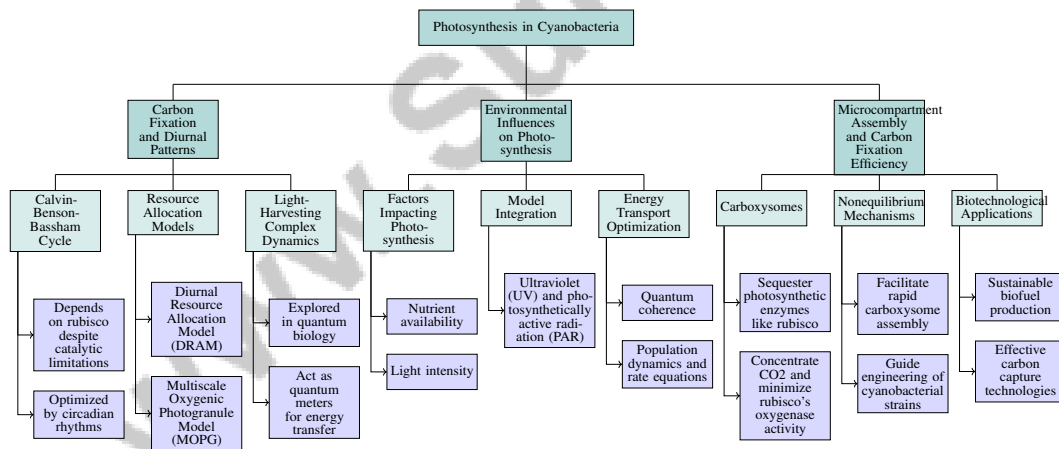 Photosynthesis in Cyanobacteria
Carbon
Fixation
and Diurnal
Patterns
Environmental
Influences
on Photo-
synthesis
Microcompartment
Assembly
and Carbon
Fixation
Efficiency
Calvin-
Benson-
Bassham
Cycle
Resource
Allocation
Models
Light-
Harvesting
Complex
Dynamics
Factors
Impacting
Photo-
synthesis
Model
Integration
Energy
Transport
Optimization
Carboxysomes
Nonequilibrium
Mechanisms
Biotechnological
Applications
Depends
on rubisco
despite
catalytic
limitations
Optimized
by circadian
rhythms
Diurnal
Resource
Allocation
Model
(DRAM)
Multiscale
Oxygenic
Photogranule
Model
(MOPG)
Explored
in quantum
biology
Act as
quantum
meters
for energy
transfer
Nutrient
availability
Light intensity
Ultraviolet
(UV) and pho-
tosynthetically
active radi-
ation (PAR)
Quantum
coherence
Population
dynamics and
rate equations
Sequester
photosynthetic
enzymes
like rubisco
Concentrate
CO2 and
minimize
rubisco's
oxygenase
activity
Facilitate
rapid
carboxysome
assembly
Guide
engineering of
cyanobacterial
strains
Sustainable
biofuel
production
Effective
carbon
capture
technologies
www.su